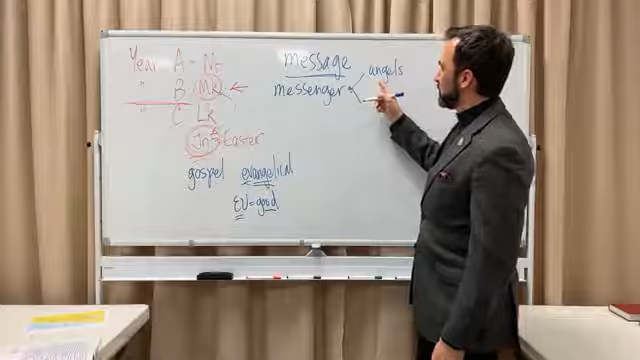 Year A = Mt
" B (Mk) ←
" C Lk
Jn → Easter
message
messenger
angels
gospel evangelical
EV = good